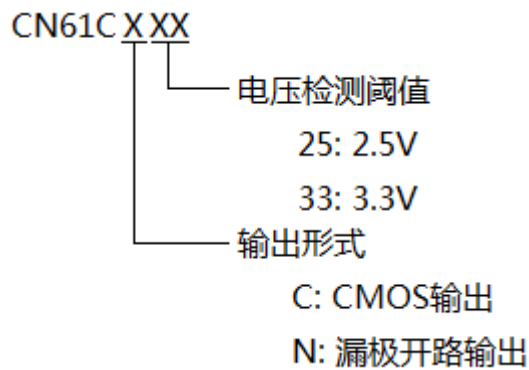 CN61C X XX
电压检测阈值
25: 2.5V
33: 3.3V
输出形式
C: CMOS输出
N: 漏极开路输出